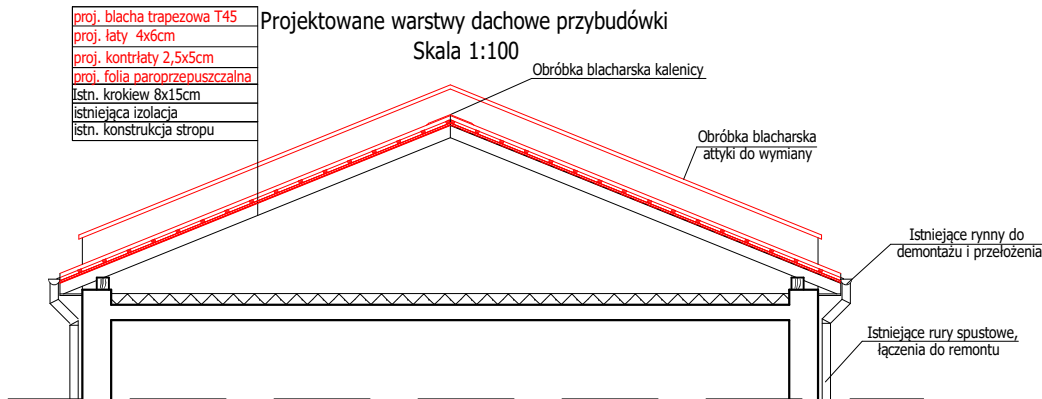 proj. blacha trapezowa T45
proj. łaty 4x6cm
proj. kontrłaty 2,5x5cm
proj. folia paroprzepuszczalna
Istn. krokiew 8x15cm
istniejąca izolacja
istn. konstrukcja stropu
Projektowane warstwy dachowe przybudówki
Skala 1:100
Obróbka blacharska kalenicy
Obróbka blacharska
attyki do wymiany
Istniejące rynny do
demontażu i przełożenia
Istniejące rury spustowe,
łączenia do remontu